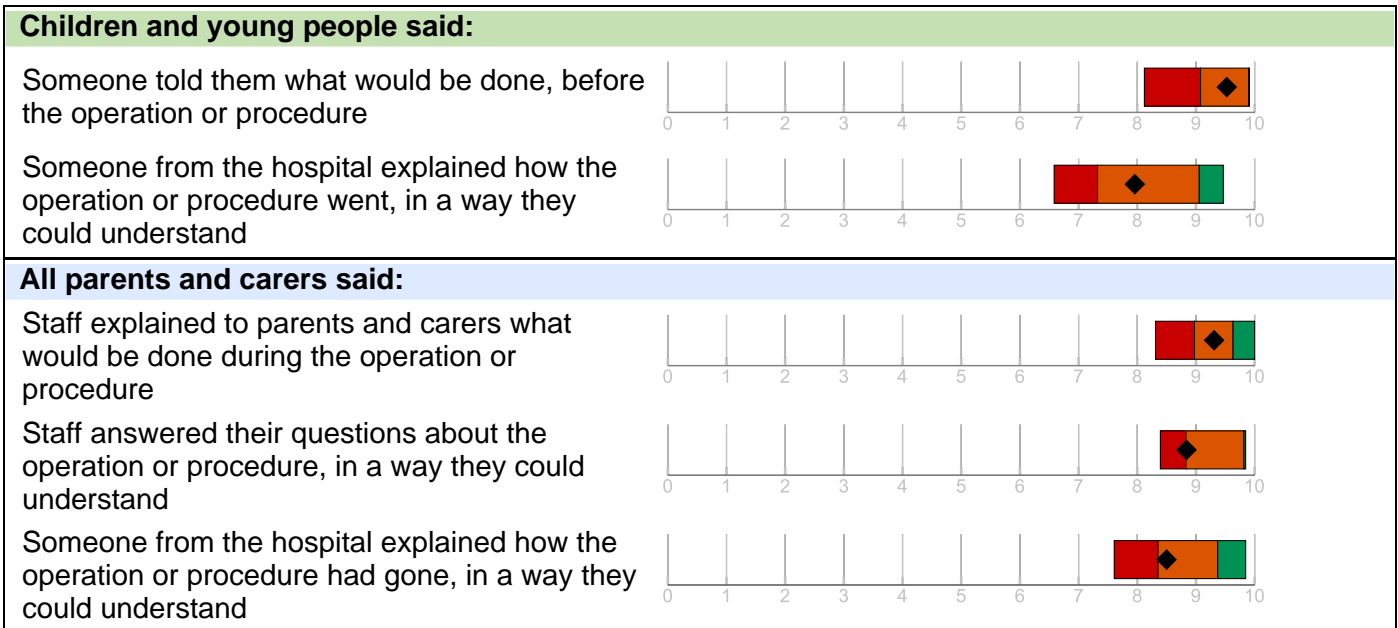 Children and young people said:
Someone told them what would be done, before
the operation or procedure
0 1 2 3 4 5 6 7 8 9 10
Someone from the hospital explained how the
operation or procedure went, in a way they
could understand
0 1 2 3 4 5 6 7 8 9 10
All parents and carers said:
Staff explained to parents and carers what
would be done during the operation or
procedure
0 1 2 3 4 5 6 7 8 9 10
Staff answered their questions about the
operation or procedure, in a way they could
understand
0 1 2 3 4 5 6 7 8 9 10
Someone from the hospital explained how the
operation or procedure had gone, in a way they
could understand
0 1 2 3 4 5 6 7 8 9 10